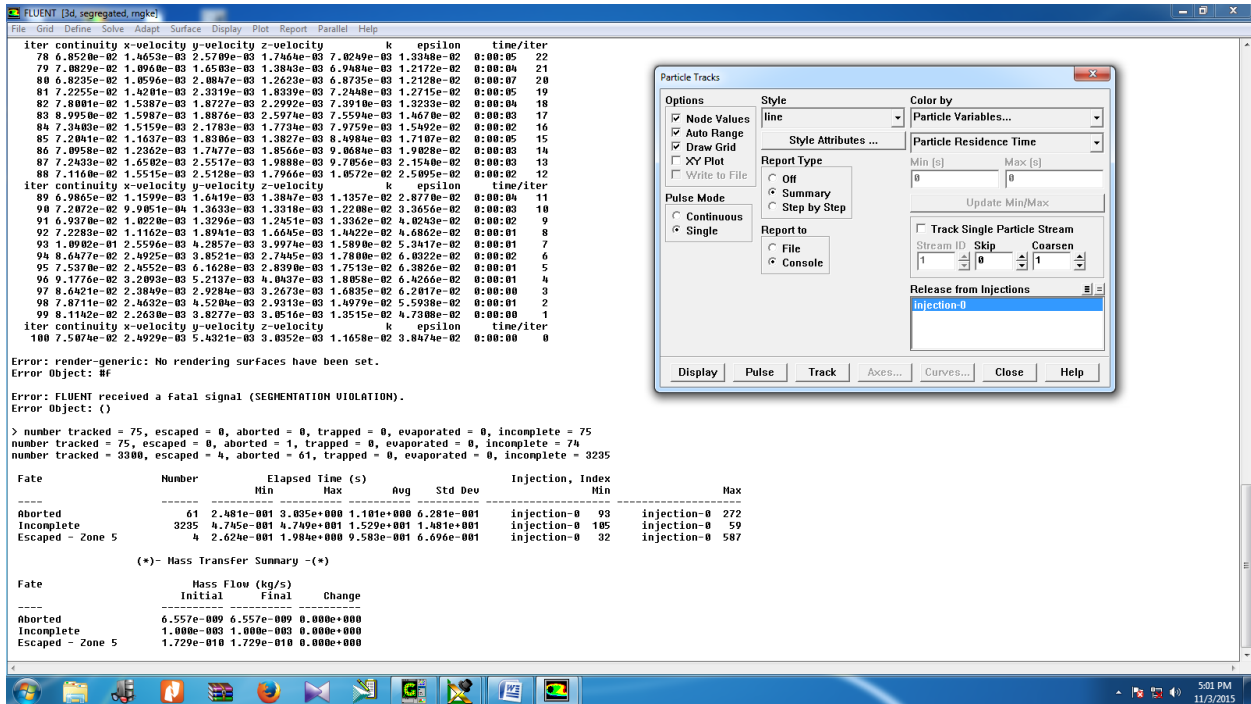 FLUENT [3d, segregated, rngke]
File Grid Define Solve Adapt Surface Display Plot Report Parallel Help
iter continuity x-velocity y-velocity z-velocity k epsilon time/iter
78 6.8520e-02 1.4653e-03 2.5709e-03 1.7464e-03 7.0249e-03 1.3348e-02 0:00:05 22
79 7.0829e-02 1.0960e-03 1.6503e-03 1.3843e-03 6.9484e-03 1.2172e-02 0:00:04 21
80 6.8235e-02 1.0596e-03 2.0847e-03 1.2623e-03 6.8735e-03 1.2128e-02 0:00:07 20
81 7.2255e-02 1.4201e-03 2.3319e-03 1.8339e-03 7.2448e-03 1.2715e-02 0:00:05 19
82 7.8001e-02 1.5387e-03 1.8727e-03 2.2992e-03 7.3910e-03 1.3233e-02 0:00:04 18
83 8.9950e-02 1.5987e-03 1.8876e-03 2.5974e-03 7.5594e-03 1.4670e-02 0:00:03 17
84 7.3403e-02 1.5159e-03 2.1783e-03 1.7734e-03 7.9759e-03 1.5492e-02 0:00:02 16
85 7.2041e-02 1.1637e-03 1.8306e-03 1.3827e-03 8.4984e-03 1.7107e-02 0:00:05 15
86 7.0958e-02 1.2362e-03 1.7477e-03 1.8566e-03 9.0684e-03 1.9028e-02 0:00:03 14
87 7.2433e-02 1.6502e-03 2.5517e-03 1.9888e-03 9.7056e-03 2.1540e-02 0:00:03 13
88 7.1160e-02 1.5515e-03 2.5128e-03 1.7966e-03 1.0572e-02 2.5095e-02 0:00:02 12
iter continuity x-velocity y-velocity z-velocity k epsilon time/iter
89 6.9865e-02 1.1599e-03 1.6419e-03 1.3847e-03 1.1357e-02 2.8770e-02 0:00:04 11
90 7.2072e-02 9.9051e-04 1.3633e-03 1.3318e-03 1.2208e-02 3.3656e-02 0:00:03 10
91 6.9370e-02 1.0220e-03 1.3296e-03 1.2451e-03 1.3362e-02 4.0243e-02 0:00:02 9
92 7.2283e-02 1.1162e-03 1.8941e-03 1.6645e-03 1.4422e-02 4.6862e-02 0:00:01 8
93 1.0902e-01 2.5596e-03 4.2857e-03 3.9974e-03 1.5890e-02 5.3417e-02 0:00:01 7
94 8.6477e-02 2.4925e-03 3.8521e-03 2.7445e-03 1.7800e-02 6.0322e-02 0:00:02 6
95 7.5370e-02 2.4552e-03 6.1628e-03 2.8390e-03 1.7513e-02 6.3826e-02 0:00:01 5
96 9.1776e-02 3.2093e-03 5.2137e-03 4.0437e-03 1.8058e-02 6.4266e-02 0:00:01 4
97 8.6421e-02 2.3849e-03 2.9284e-03 3.2673e-03 1.6835e-02 6.2017e-02 0:00:00 3
98 7.8711e-02 2.4632e-03 4.5204e-03 2.9313e-03 1.4979e-02 5.5938e-02 0:00:01 2
99 8.1142e-02 2.2630e-03 3.8277e-03 3.0516e-03 1.3515e-02 4.7308e-02 0:00:00 1
iter continuity x-velocity y-velocity z-velocity k epsilon time/iter
100 7.5074e-02 2.4929e-03 5.4321e-03 3.0352e-03 1.1658e-02 3.8474e-02 0:00:00 0
Error: render-generic: No rendering surfaces have been set.
Error Object: #f
Error: FLUENT received a fatal signal (SEGMENTATION VIOLATION).
Error Object: ()
> number tracked = 75, escaped = 0, aborted = 0, trapped = 0, evaporated = 0, incomplete = 75
number tracked = 75, escaped = 0, aborted = 1, trapped = 0, evaporated = 0, incomplete = 74
number tracked = 3300, escaped = 4, aborted = 61, trapped = 0, evaporated = 0, incomplete = 3235
Fate Number Elapsed Time (s) Injection, Index
Min Max Avg Std Dev Min Max
---- ------ ---------- ---------- ---------- ---------- -------------------- --------------------
Aborted 61 2.481e-001 3.035e+000 1.101e+000 6.281e-001 injection-0 93 injection-0 272
Incomplete 3235 4.745e-001 4.749e+001 1.529e+001 1.481e+001 injection-0 105 injection-0 59
Escaped - Zone 5 4 2.624e-001 1.984e+000 9.583e-001 6.696e-001 injection-0 32 injection-0 587
(*)- Mass Transfer Summary -(*)
Fate Mass Flow (kg/s)
Initial Final Change
---- ---------- ---------- ----------
Aborted 6.557e-009 6.557e-009 0.000e+000
Incomplete 1.000e-003 1.000e-003 0.000e+000
Escaped - Zone 5 1.729e-010 1.729e-010 0.000e+000
Particle Tracks
Options
Node Values
Auto Range
Draw Grid
XY Plot
Write to File
Pulse Mode
Continuous
Single
Style
line
Style Attributes ...
Report Type
Off
Summary
Step by Step
Report to
File
Console
Color by
Particle Variables...
Particle Residence Time
Min (s) Max (s)
0 0
Update Min/Max
Track Single Particle Stream
Stream ID Skip Coarsen
1 0 1
Release from Injections
injection-0
Display Pulse Track Axes... Curves... Close Help
5:01 PM
11/3/2015